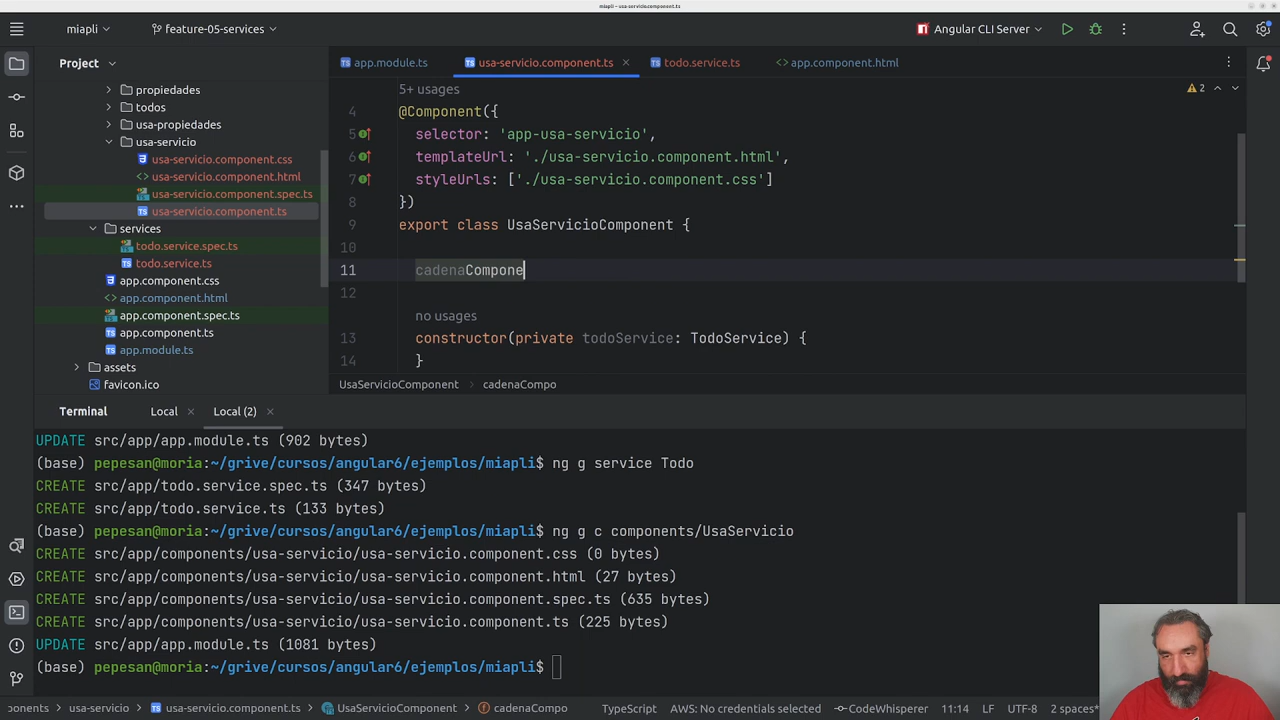 miapli - usa-servicio.component.ts
miapli
feature-05-services
Angular CLI Server
Project
app.module.ts
usa-servicio.component.ts
todo.service.ts
app.component.html
propiedades
todos
usa-propiedades
usa-servicio
usa-servicio.component.css
usa-servicio.component.html
usa-servicio.component.spec.ts
usa-servicio.component.ts
services
todo.service.spec.ts
todo.service.ts
app.component.css
app.component.html
app.component.spec.ts
app.component.ts
app.module.ts
assets
favicon.ico
5+ usages
2
4 @Component({
5 selector: 'app-usa-servicio',
6 templateUrl: './usa-servicio.component.html',
7 styleUrls: ['./usa-servicio.component.css']
8 })
9 export class UsaServicioComponent {
10
11 cadenaCompone
12
no usages
13 constructor(private todoService: TodoService) {
14 }
UsaServicioComponent > cadenaCompo
Terminal Local × Local (2) ×
UPDATE src/app/app.module.ts (902 bytes)
(base) pepesan@moria:~/grive/cursos/angular6/ejemplos/miapli$ ng g service Todo
CREATE src/app/todo.service.spec.ts (347 bytes)
CREATE src/app/todo.service.ts (133 bytes)
(base) pepesan@moria:~/grive/cursos/angular6/ejemplos/miapli$ ng g c components/UsaServicio
CREATE src/app/components/usa-servicio/usa-servicio.component.css (0 bytes)
CREATE src/app/components/usa-servicio/usa-servicio.component.html (27 bytes)
CREATE src/app/components/usa-servicio/usa-servicio.component.spec.ts (635 bytes)
CREATE src/app/components/usa-servicio/usa-servicio.component.ts (225 bytes)
UPDATE src/app/app.module.ts (1081 bytes)
(base) pepesan@moria:~/grive/cursos/angular6/ejemplos/miapli$
ponents > usa-servicio > usa-servicio.component.ts > UsaServicioComponent > cadenaCompo TypeScript AWS: No credentials selected CodeWhisperer 11:14 LF UTF-8 2 spaces*